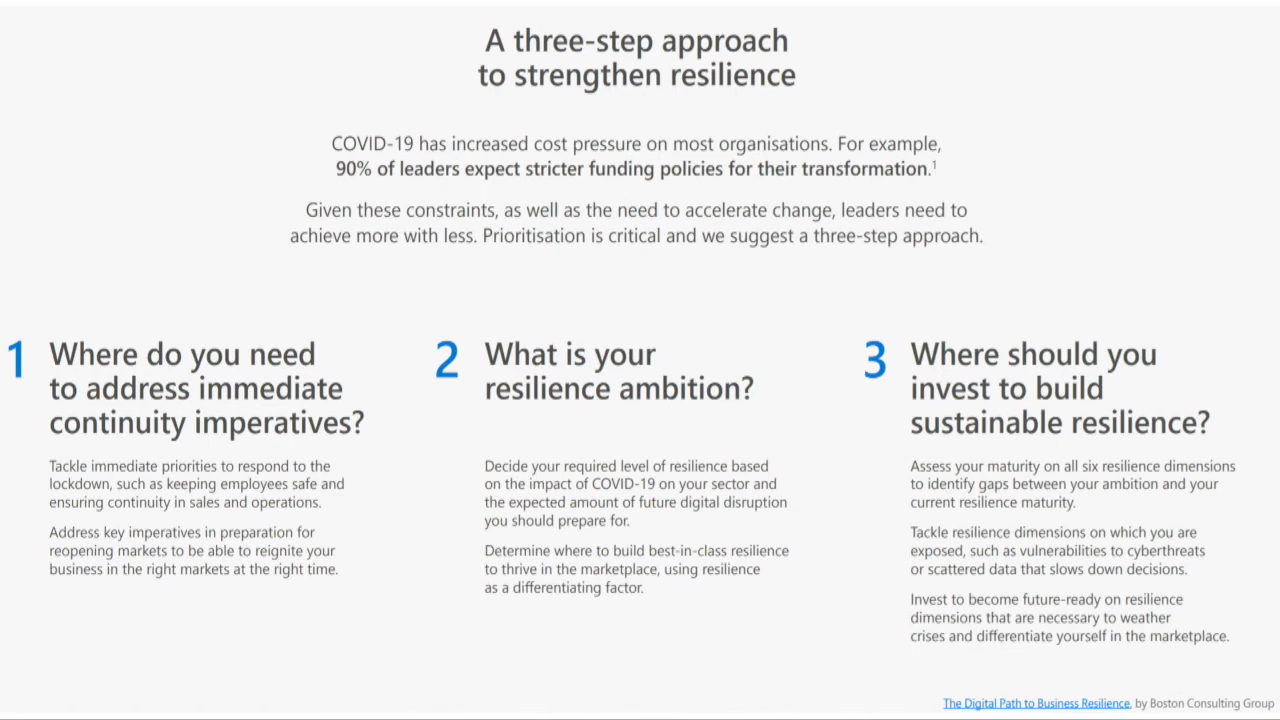 A three-step approach
to strengthen resilience
COVID-19 has increased cost pressure on most organisations. For example,
90% of leaders expect stricter funding policies for their transformation.1
Given these constraints, as well as the need to accelerate change, leaders need to
achieve more with less. Prioritisation is critical and we suggest a three-step approach.
1
Where do you need
to address immediate
continuity imperatives?
Tackle immediate priorities to respond to the
lockdown, such as keeping employees safe and
ensuring continuity in sales and operations.
Address key imperatives in preparation for
reopening markets to be able to reignite your
business in the right markets at the right time.
2
What is your
resilience ambition?
Decide your required level of resilience based
on the impact of COVID-19 on your sector and
the expected amount of future digital disruption
you should prepare for.
Determine where to build best-in-class resilience
to thrive in the marketplace, using resilience
as a differentiating factor.
3
Where should you
invest to build
sustainable resilience?
Assess your maturity on all six resilience dimensions
to identify gaps between your ambition and your
current resilience maturity.
Tackle resilience dimensions on which you are
exposed, such as vulnerabilities to cyberthreats
or scattered data that slows down decisions.
Invest to become future-ready on resilience
dimensions that are necessary to weather
crises and differentiate yourself in the marketplace.
The Digital Path to Business Resilience, by Boston Consulting Group